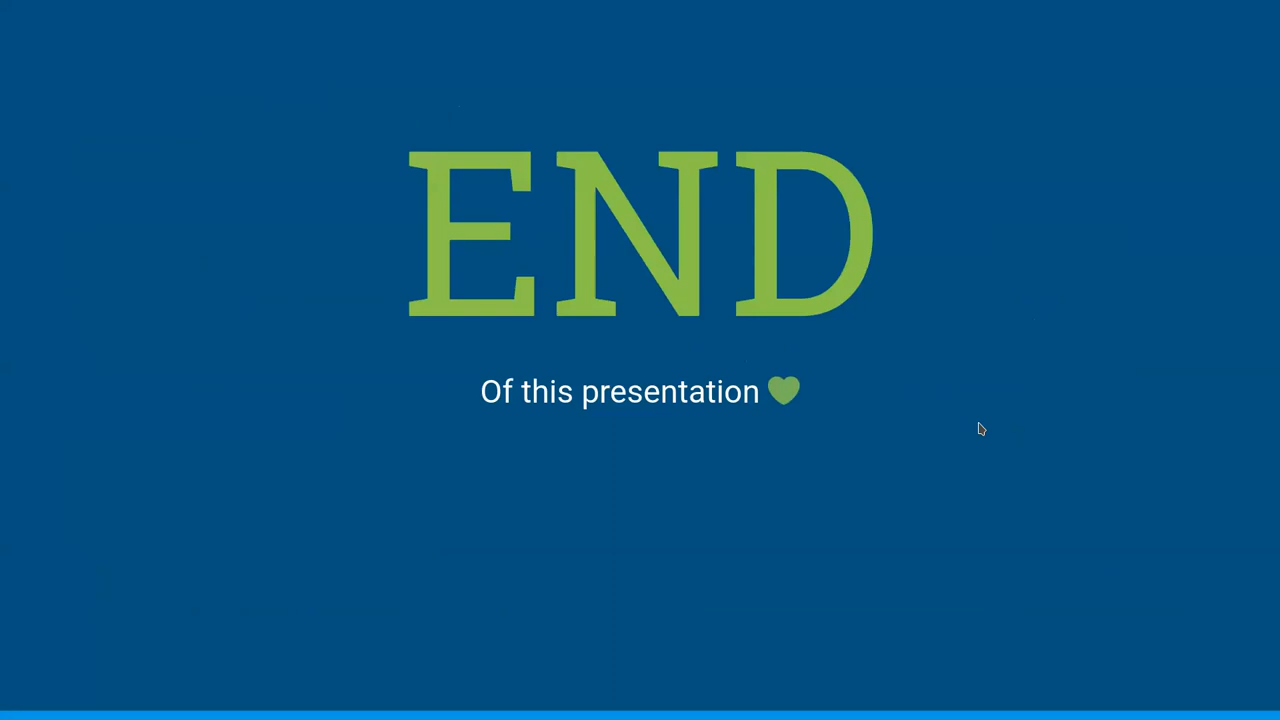 END
Of this presentation 💚